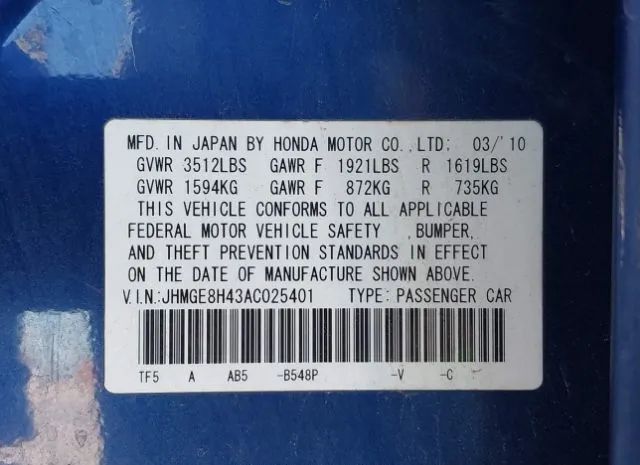 MFD. IN JAPAN BY HONDA MOTOR CO., LTD; 03/'10
GVWR 3512LBS GAWR F 1921LBS R 1619LBS
GVWR 1594KG GAWR F 872KG R 735KG
THIS VEHICLE CONFORMS TO ALL APPLICABLE
FEDERAL MOTOR VEHICLE SAFETY ,BUMPER,
AND THEFT PREVENTION STANDARDS IN EFFECT
ON THE DATE OF MANUFACTURE SHOWN ABOVE.
V.I.N:JHMGE8H43AC025401 TYPE: PASSENGER CAR
TF5 A AB5 -B548P -V -C